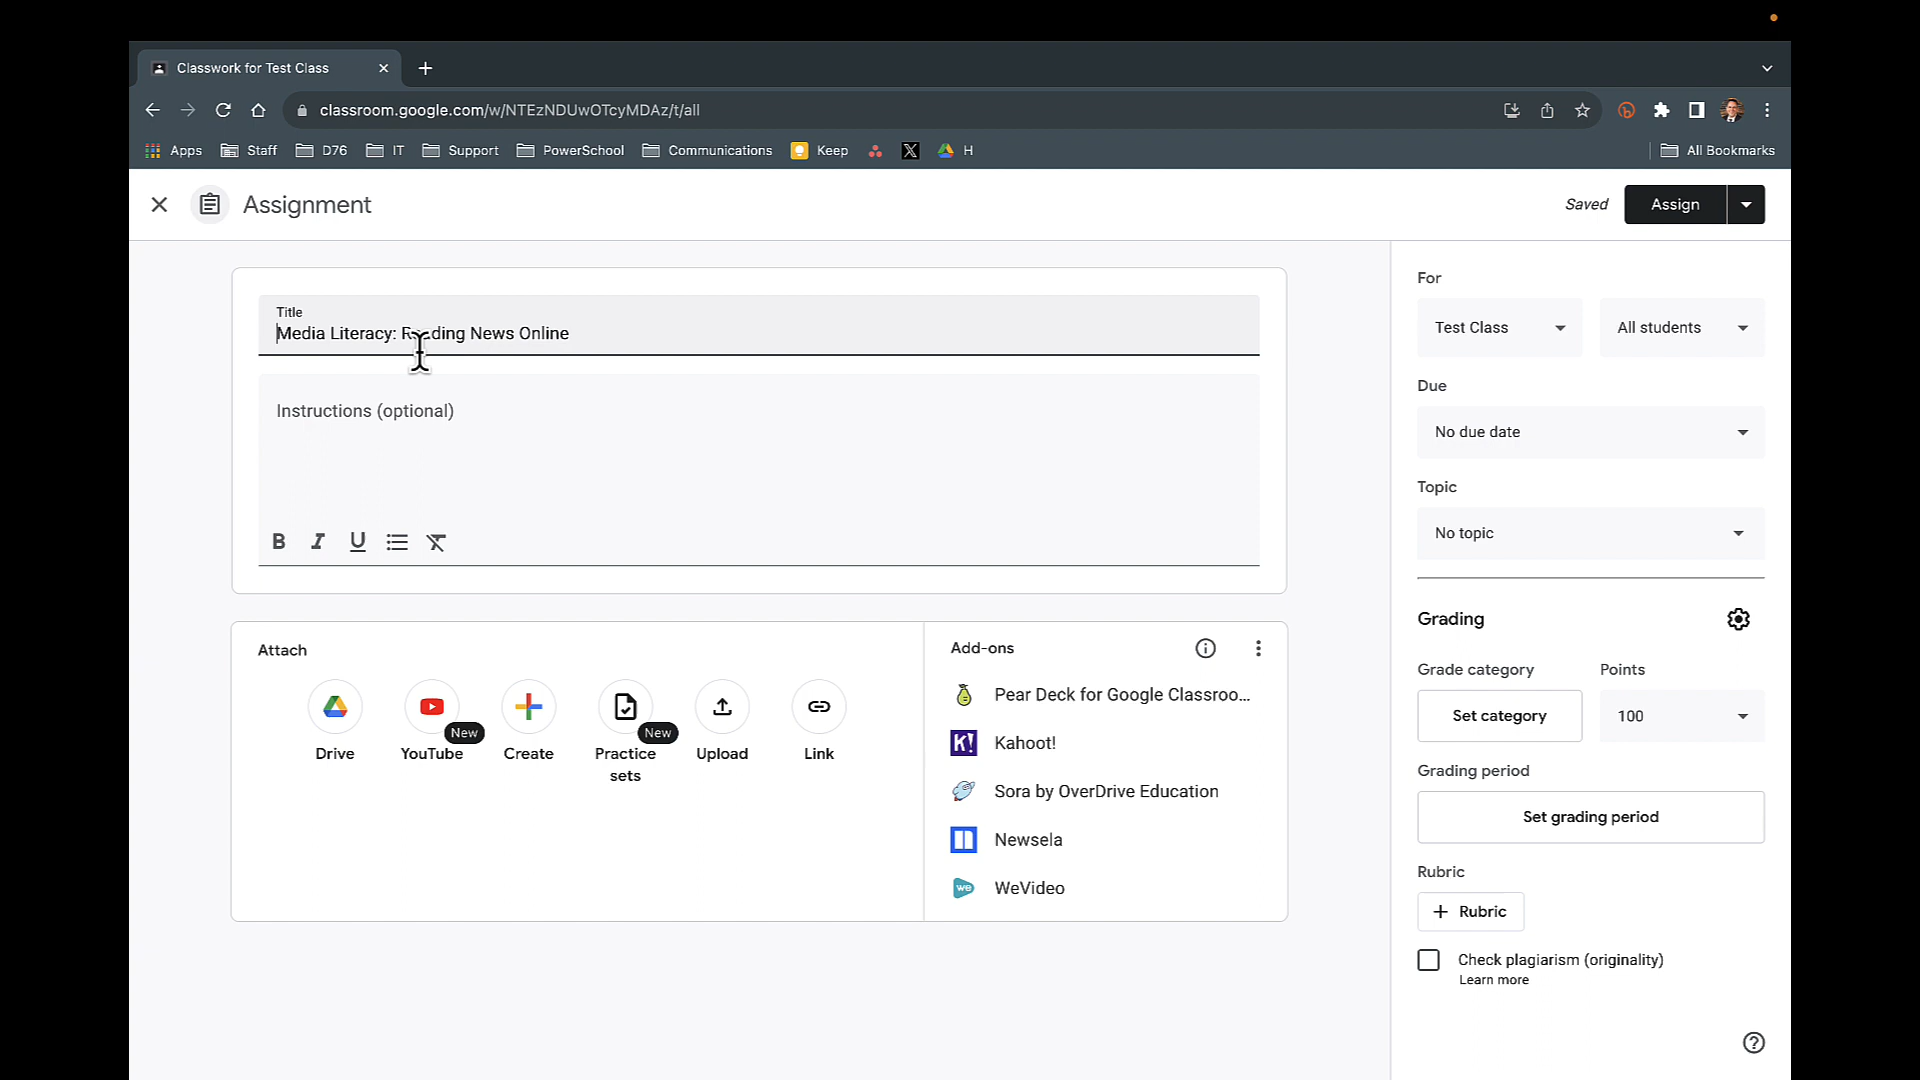 Classwork for Test Class
classroom.google.com/w/NTEzNDUwOTcyMDAz/t/all
Apps Staff D76 IT Support PowerSchool Communications Keep H All Bookmarks
Assignment
Saved
Assign
Title
Media Literacy: Reading News Online
Instructions (optional)
B I U
Attach
Drive
YouTube
New
Create
Practice sets
New
Upload
Link
Add-ons
Pear Deck for Google Classroo...
K! Kahoot!
Sora by OverDrive Education
Newsela
we WeVideo
For
Test Class
All students
Due
No due date
Topic
No topic
Grading
Grade category
Points
Set category
100
Grading period
Set grading period
Rubric
+ Rubric
Check plagiarism (originality)
Learn more